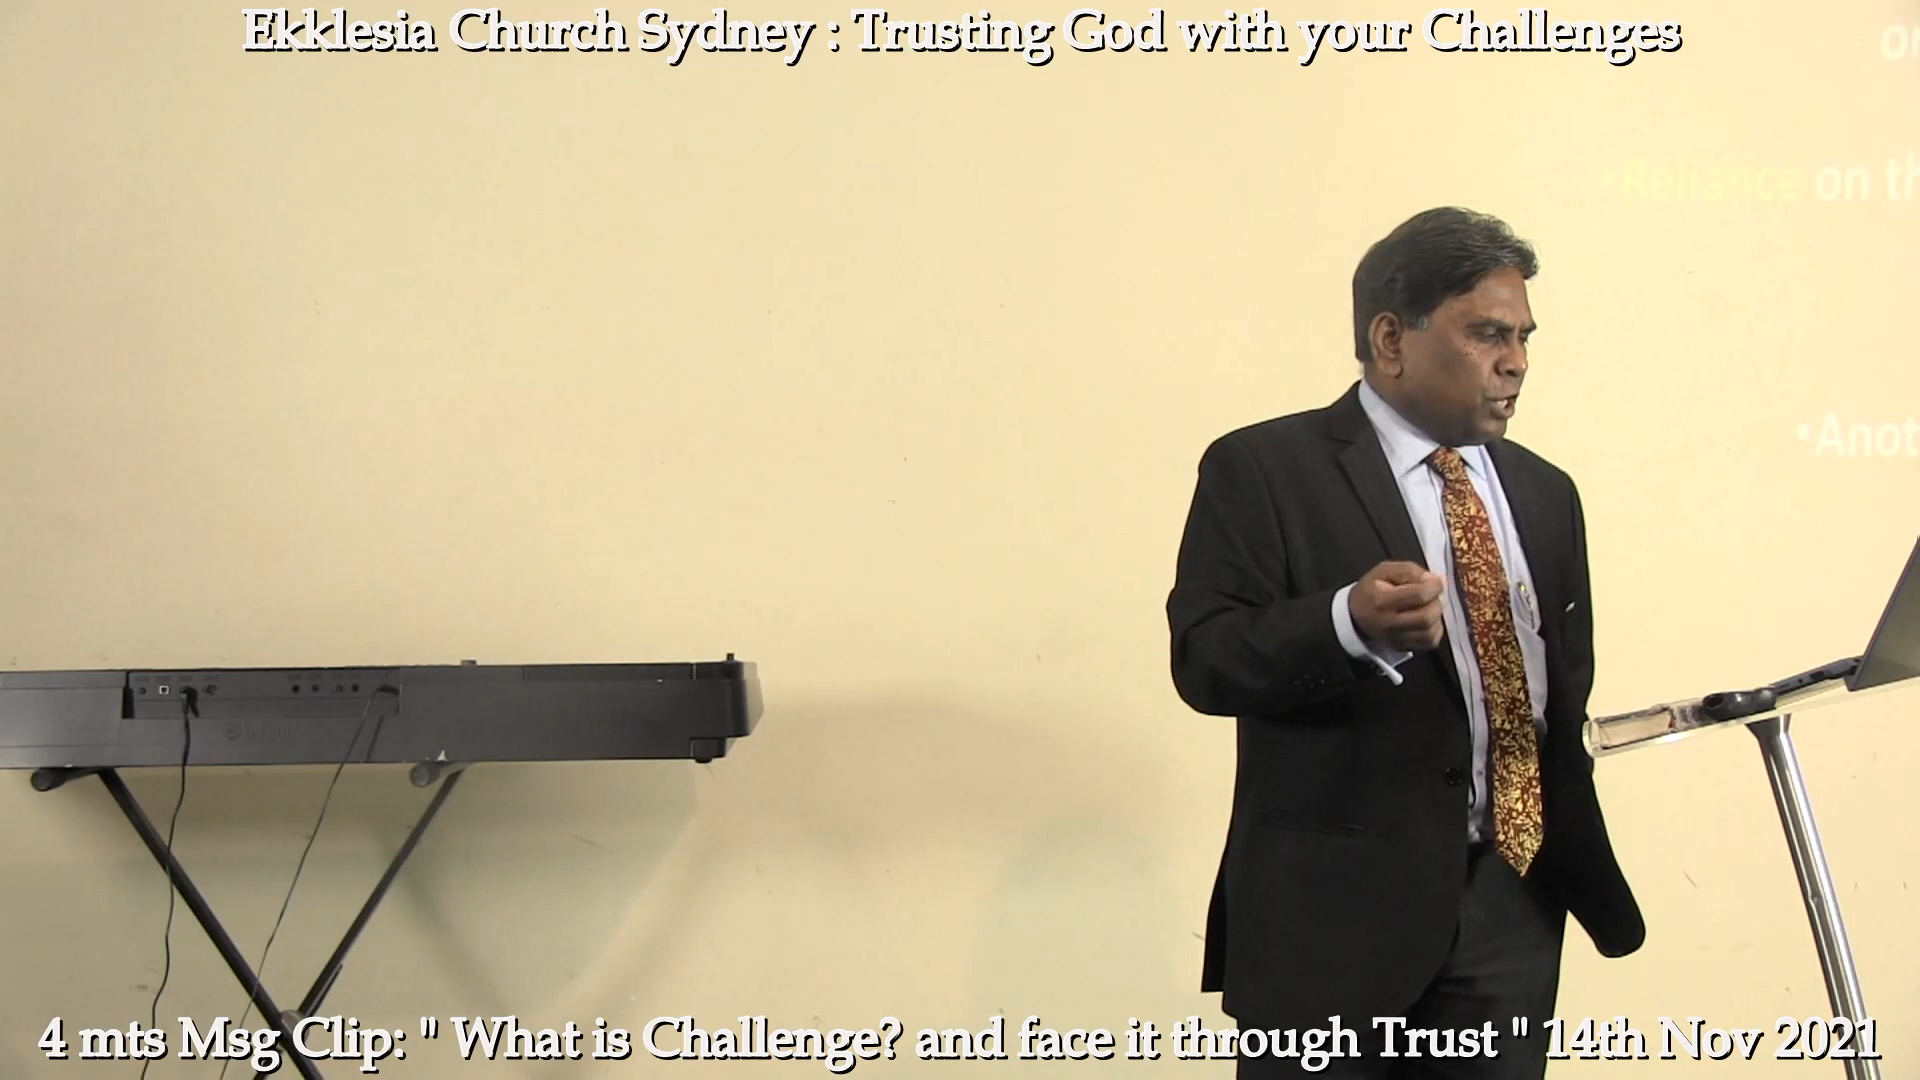 Ekklesia Church Sydney : Trusting God with your Challenges
•Reliance on th
•Anot
4 mts Msg Clip: " What is Challenge? and face it through Trust " 14th Nov 2021